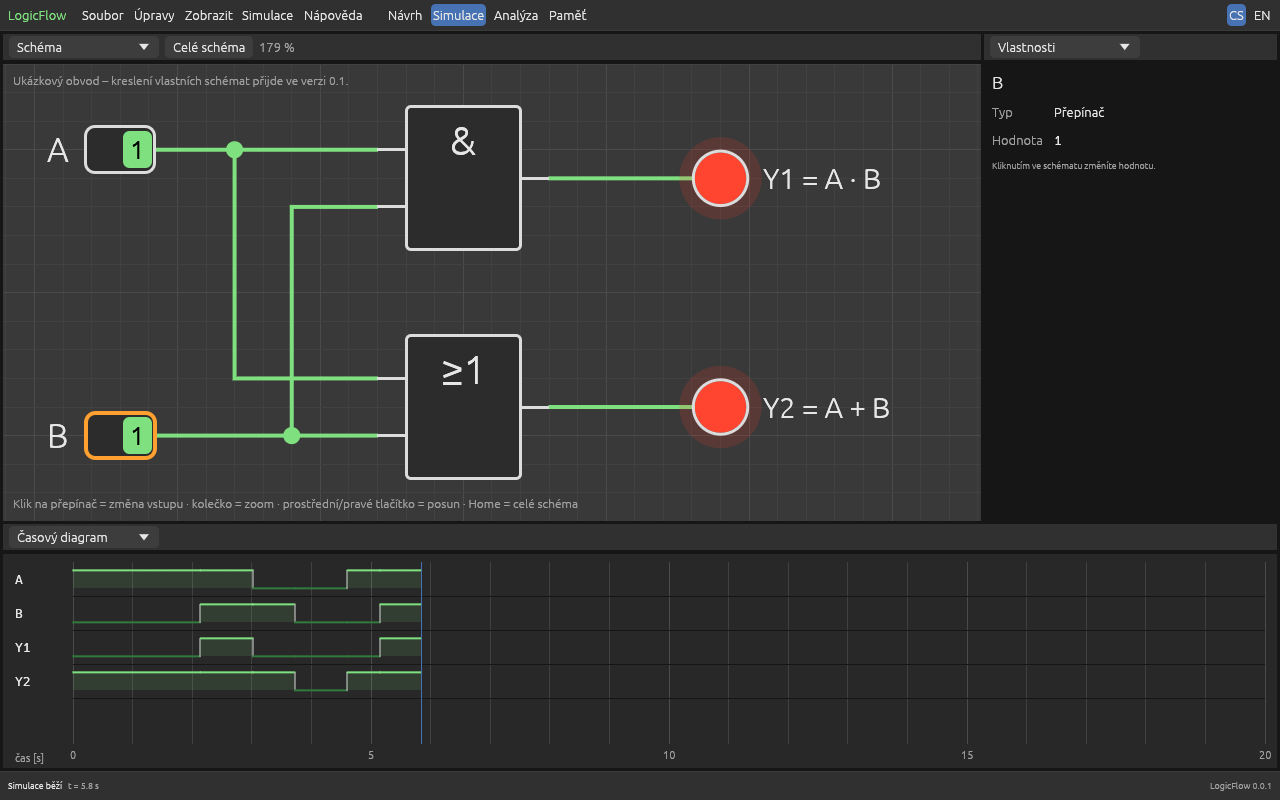 LogicFlow Soubor Úpravy Zobrazit Simulace Nápověda Návrh Simulace Analýza Paměť CS EN
Schéma Celé schéma 179 % Vlastnosti
Ukázkový obvod – kreslení vlastních schémat přijde ve verzi 0.1.
B
Typ Přepínač
Hodnota 1
Kliknutím ve schématu změníte hodnotu.
A 1 & Y1 = A · B
≥1 Y2 = A + B
B 1
Klik na přepínač = změna vstupu · kolečko = zoom · prostřední/pravé tlačítko = posun · Home = celé schéma
Časový diagram
A
B
Y1
Y2
čas [s] 0 5 10 15 20
Simulace běží t = 5.8 s LogicFlow 0.0.1